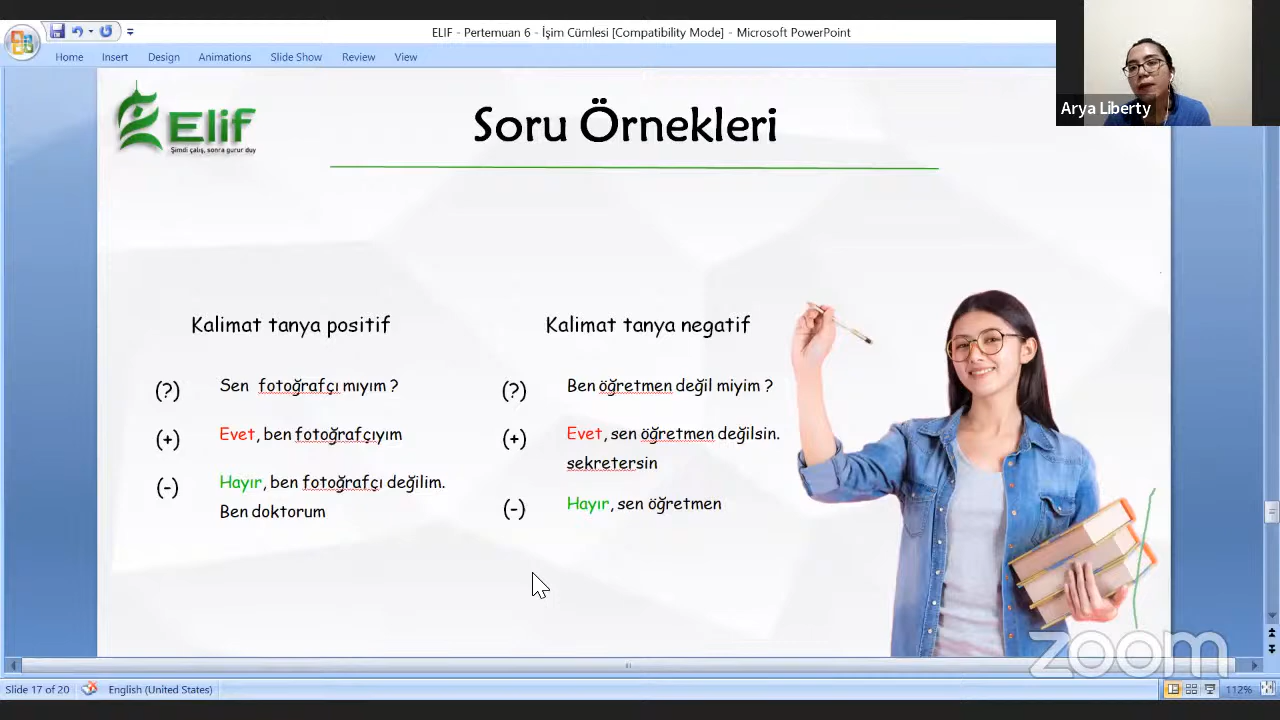 ELIF - Pertemuan 6 - İşim Cümlesi [Compatibility Mode] - Microsoft PowerPoint
Home Insert Design Animations Slide Show Review View
Arya Liberty
Elif
Şimdi çalış, sonra gurur duy
Soru Örnekleri
Kalimat tanya positif
(?) Sen fotoğrafçı mıyım ?
(+) Evet, ben fotoğrafçıyım
(-) Hayır, ben fotoğrafçı değilim.
Ben doktorum
Kalimat tanya negatif
(?) Ben öğretmen değil miyim ?
(+) Evet, sen öğretmen değilsin.
sekretersin
(-) Hayır, sen öğretmen
zoom
Slide 17 of 20 English (United States) 112%